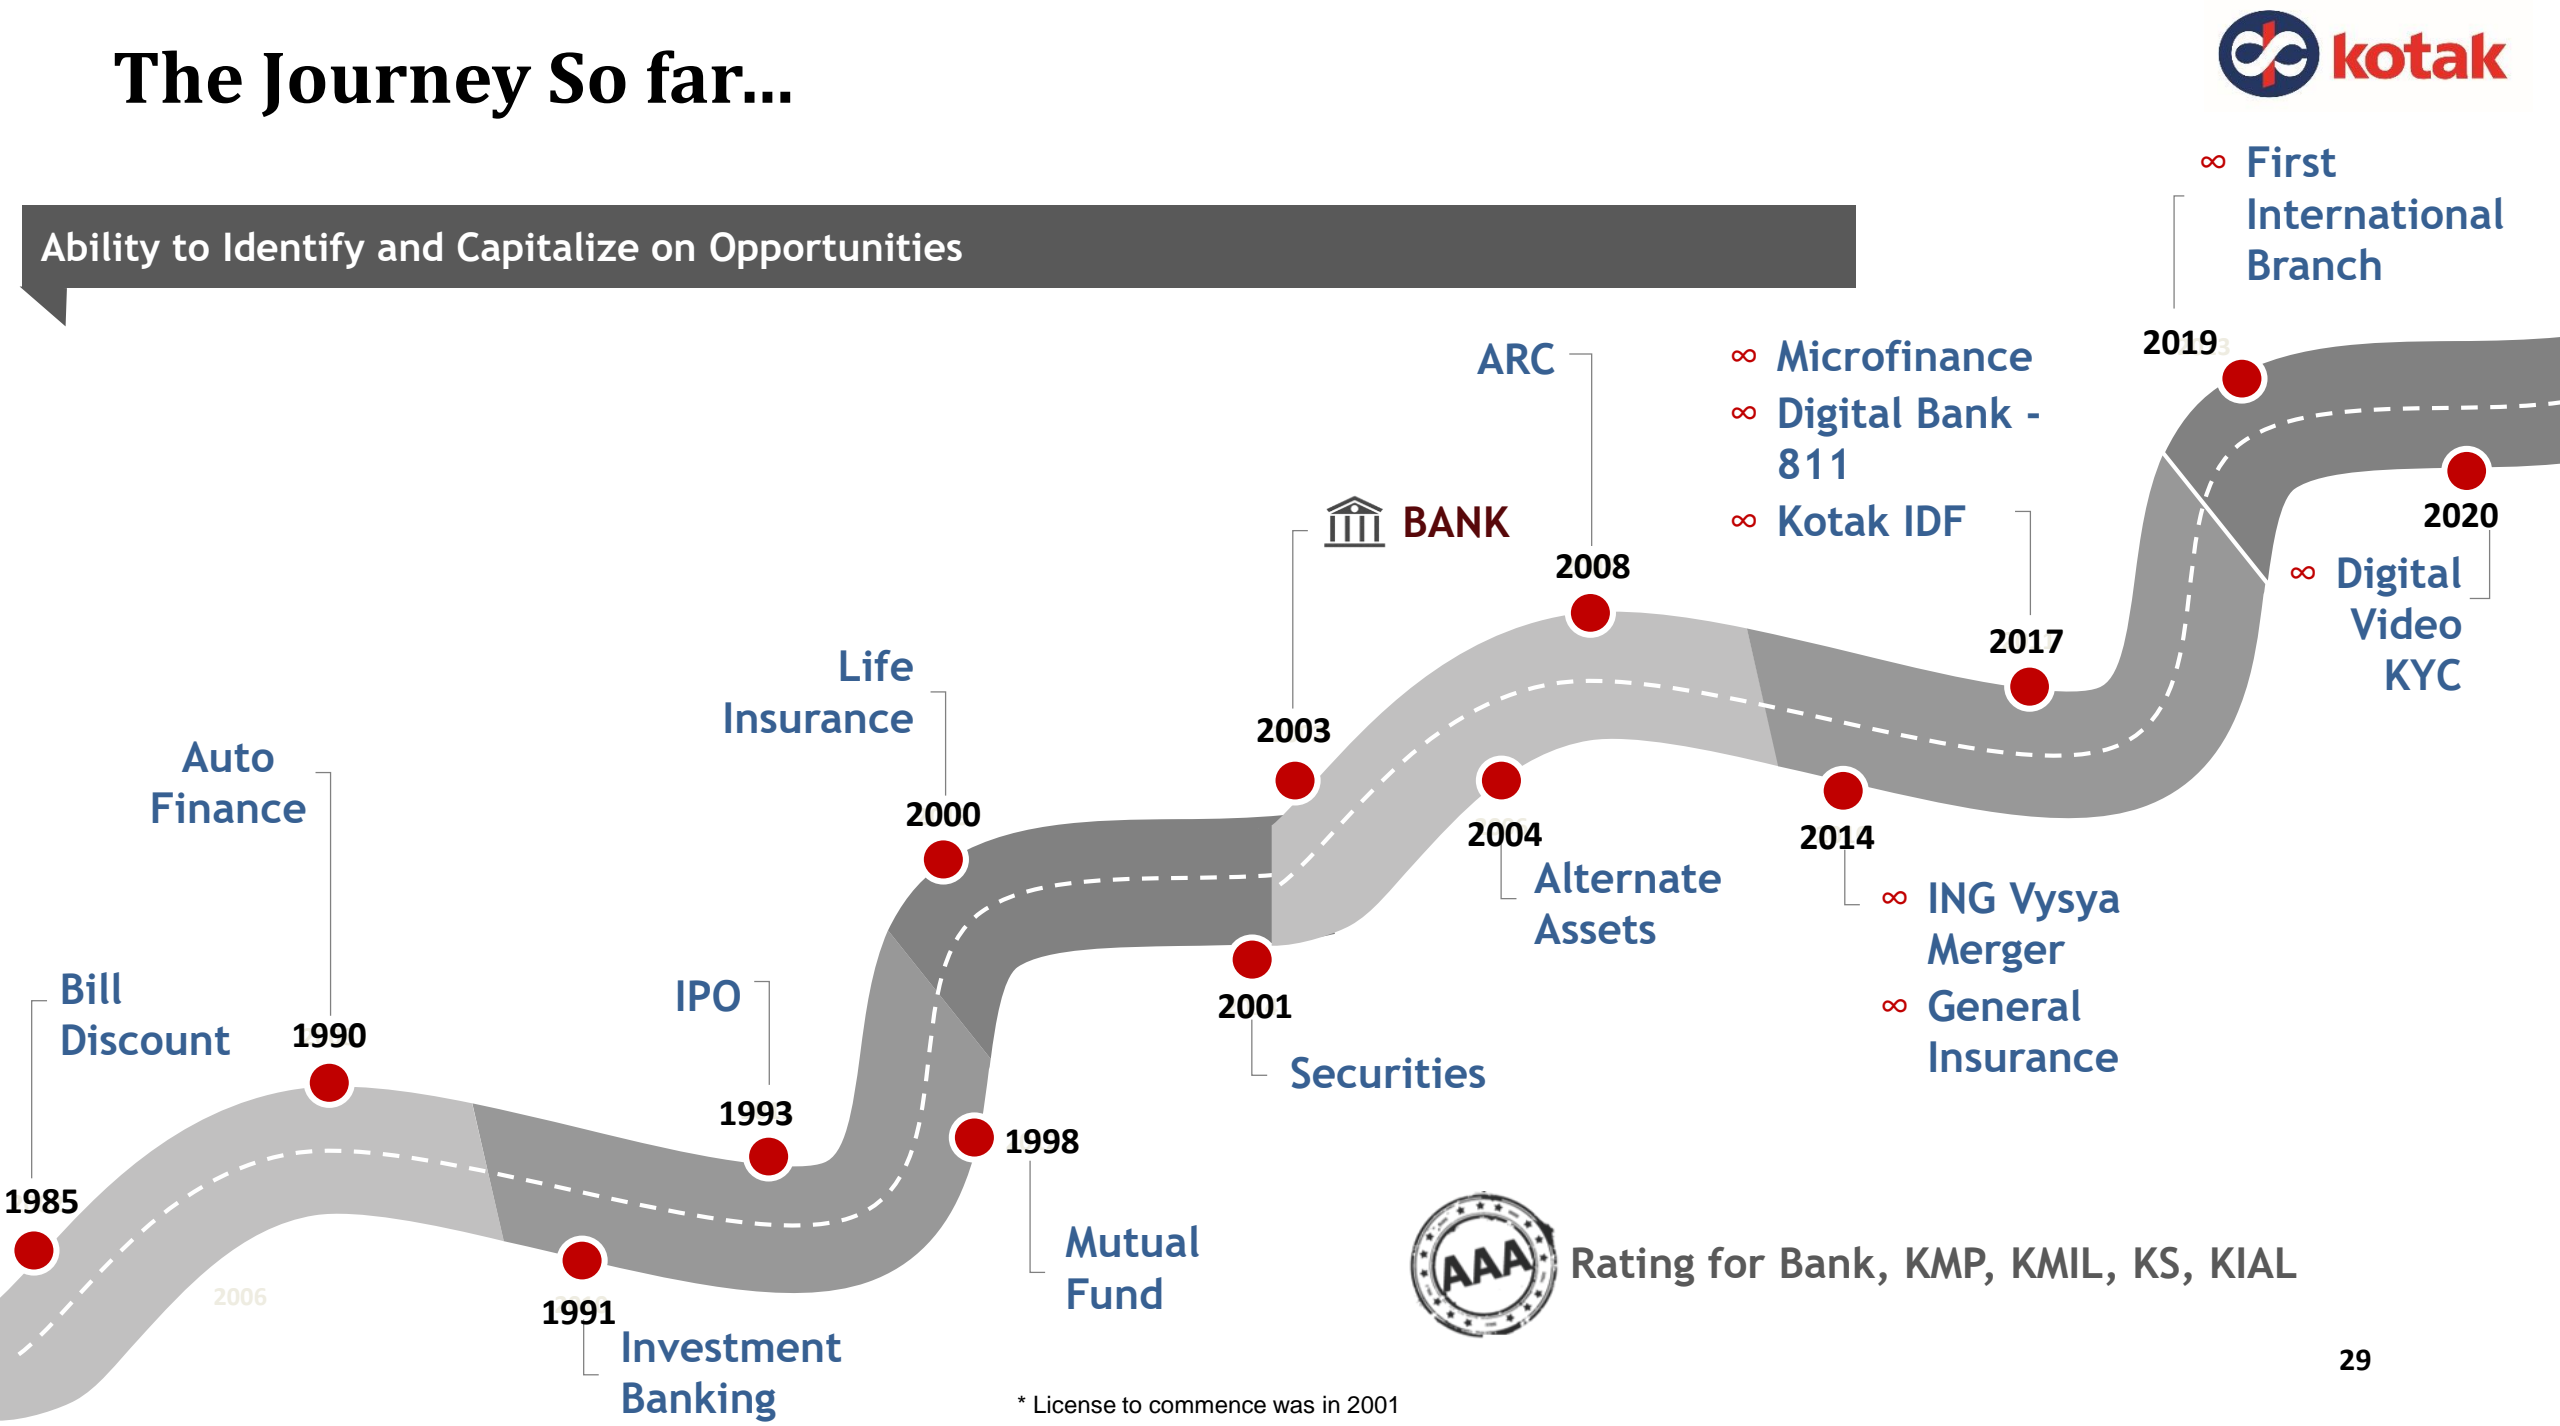 The Journey So far...
kotak
Ability to Identify and Capitalize on Opportunities
∞ First
International
Branch
2019
ARC
∞ Microfinance
∞ Digital Bank -
811
∞ Kotak IDF
BANK
2008
2020
∞ Digital
Video
KYC
2017
Life
Insurance
2003
Auto
Finance
2000
2004
2014
Alternate
Assets
∞ ING Vysya
Merger
∞ General
Insurance
Bill
Discount
1990
IPO
2001
Securities
1993
1998
1985
Mutual
Fund
AAA
Rating for Bank, KMP, KMIL, KS, KIAL
2006
1991
Investment
Banking
29
* License to commence was in 2001